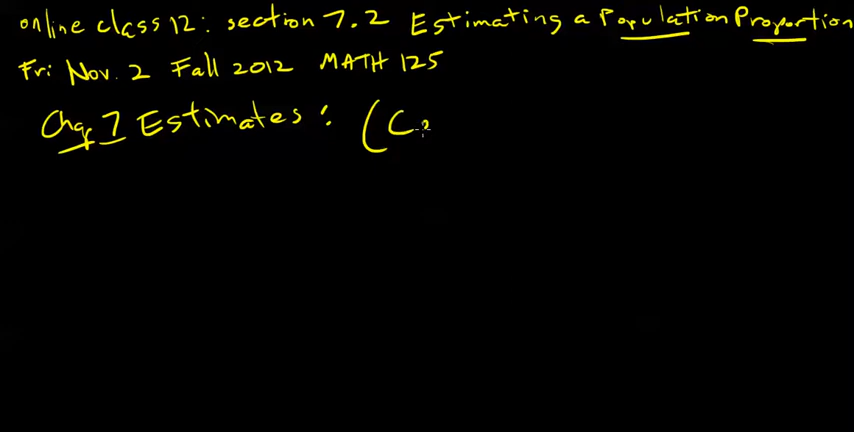 online class 12: section 7.2 Estimating a Population Proportion
Fri Nov. 2 Fall 2012 MATH 125
Chap 7 Estimates: (C